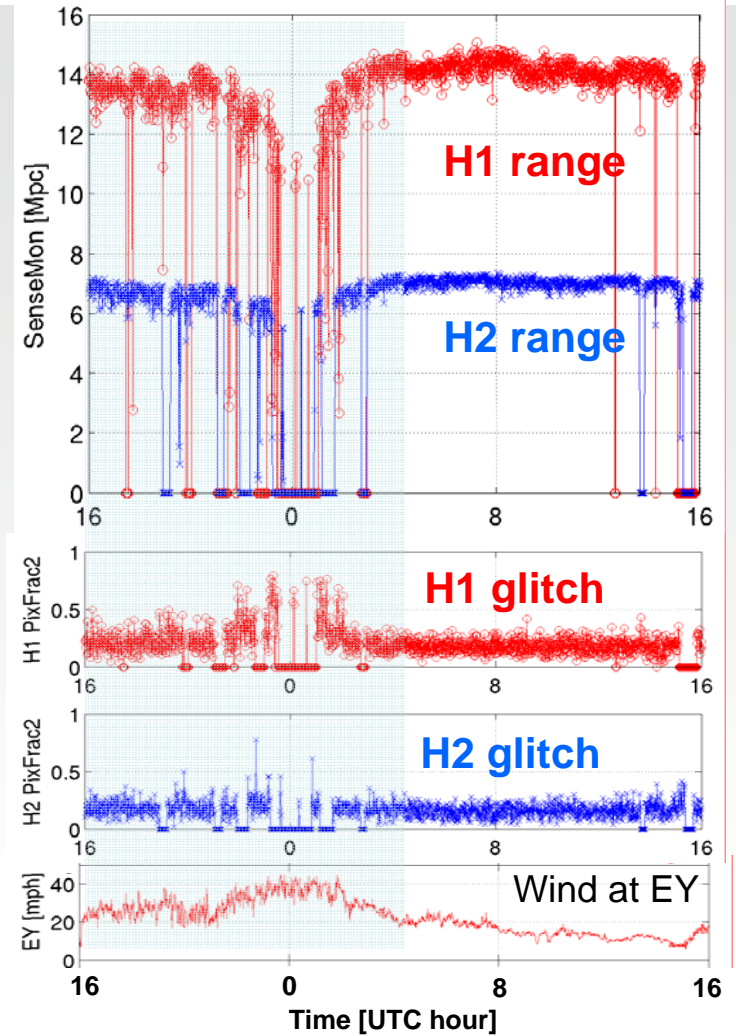 16
14
12
10
8
6
4
2
0
SenseMon [Mpc]
H1 range
H2 range
16 0 8 16
1
0.5
0
H1 PixFrac2
H1 glitch
16 0 8 16
1
0.5
0
H2 PixFrac2
H2 glitch
16 0 8 16
40
20
0
EY [mph]
Wind at EY
16 0 8 16
Time [UTC hour]